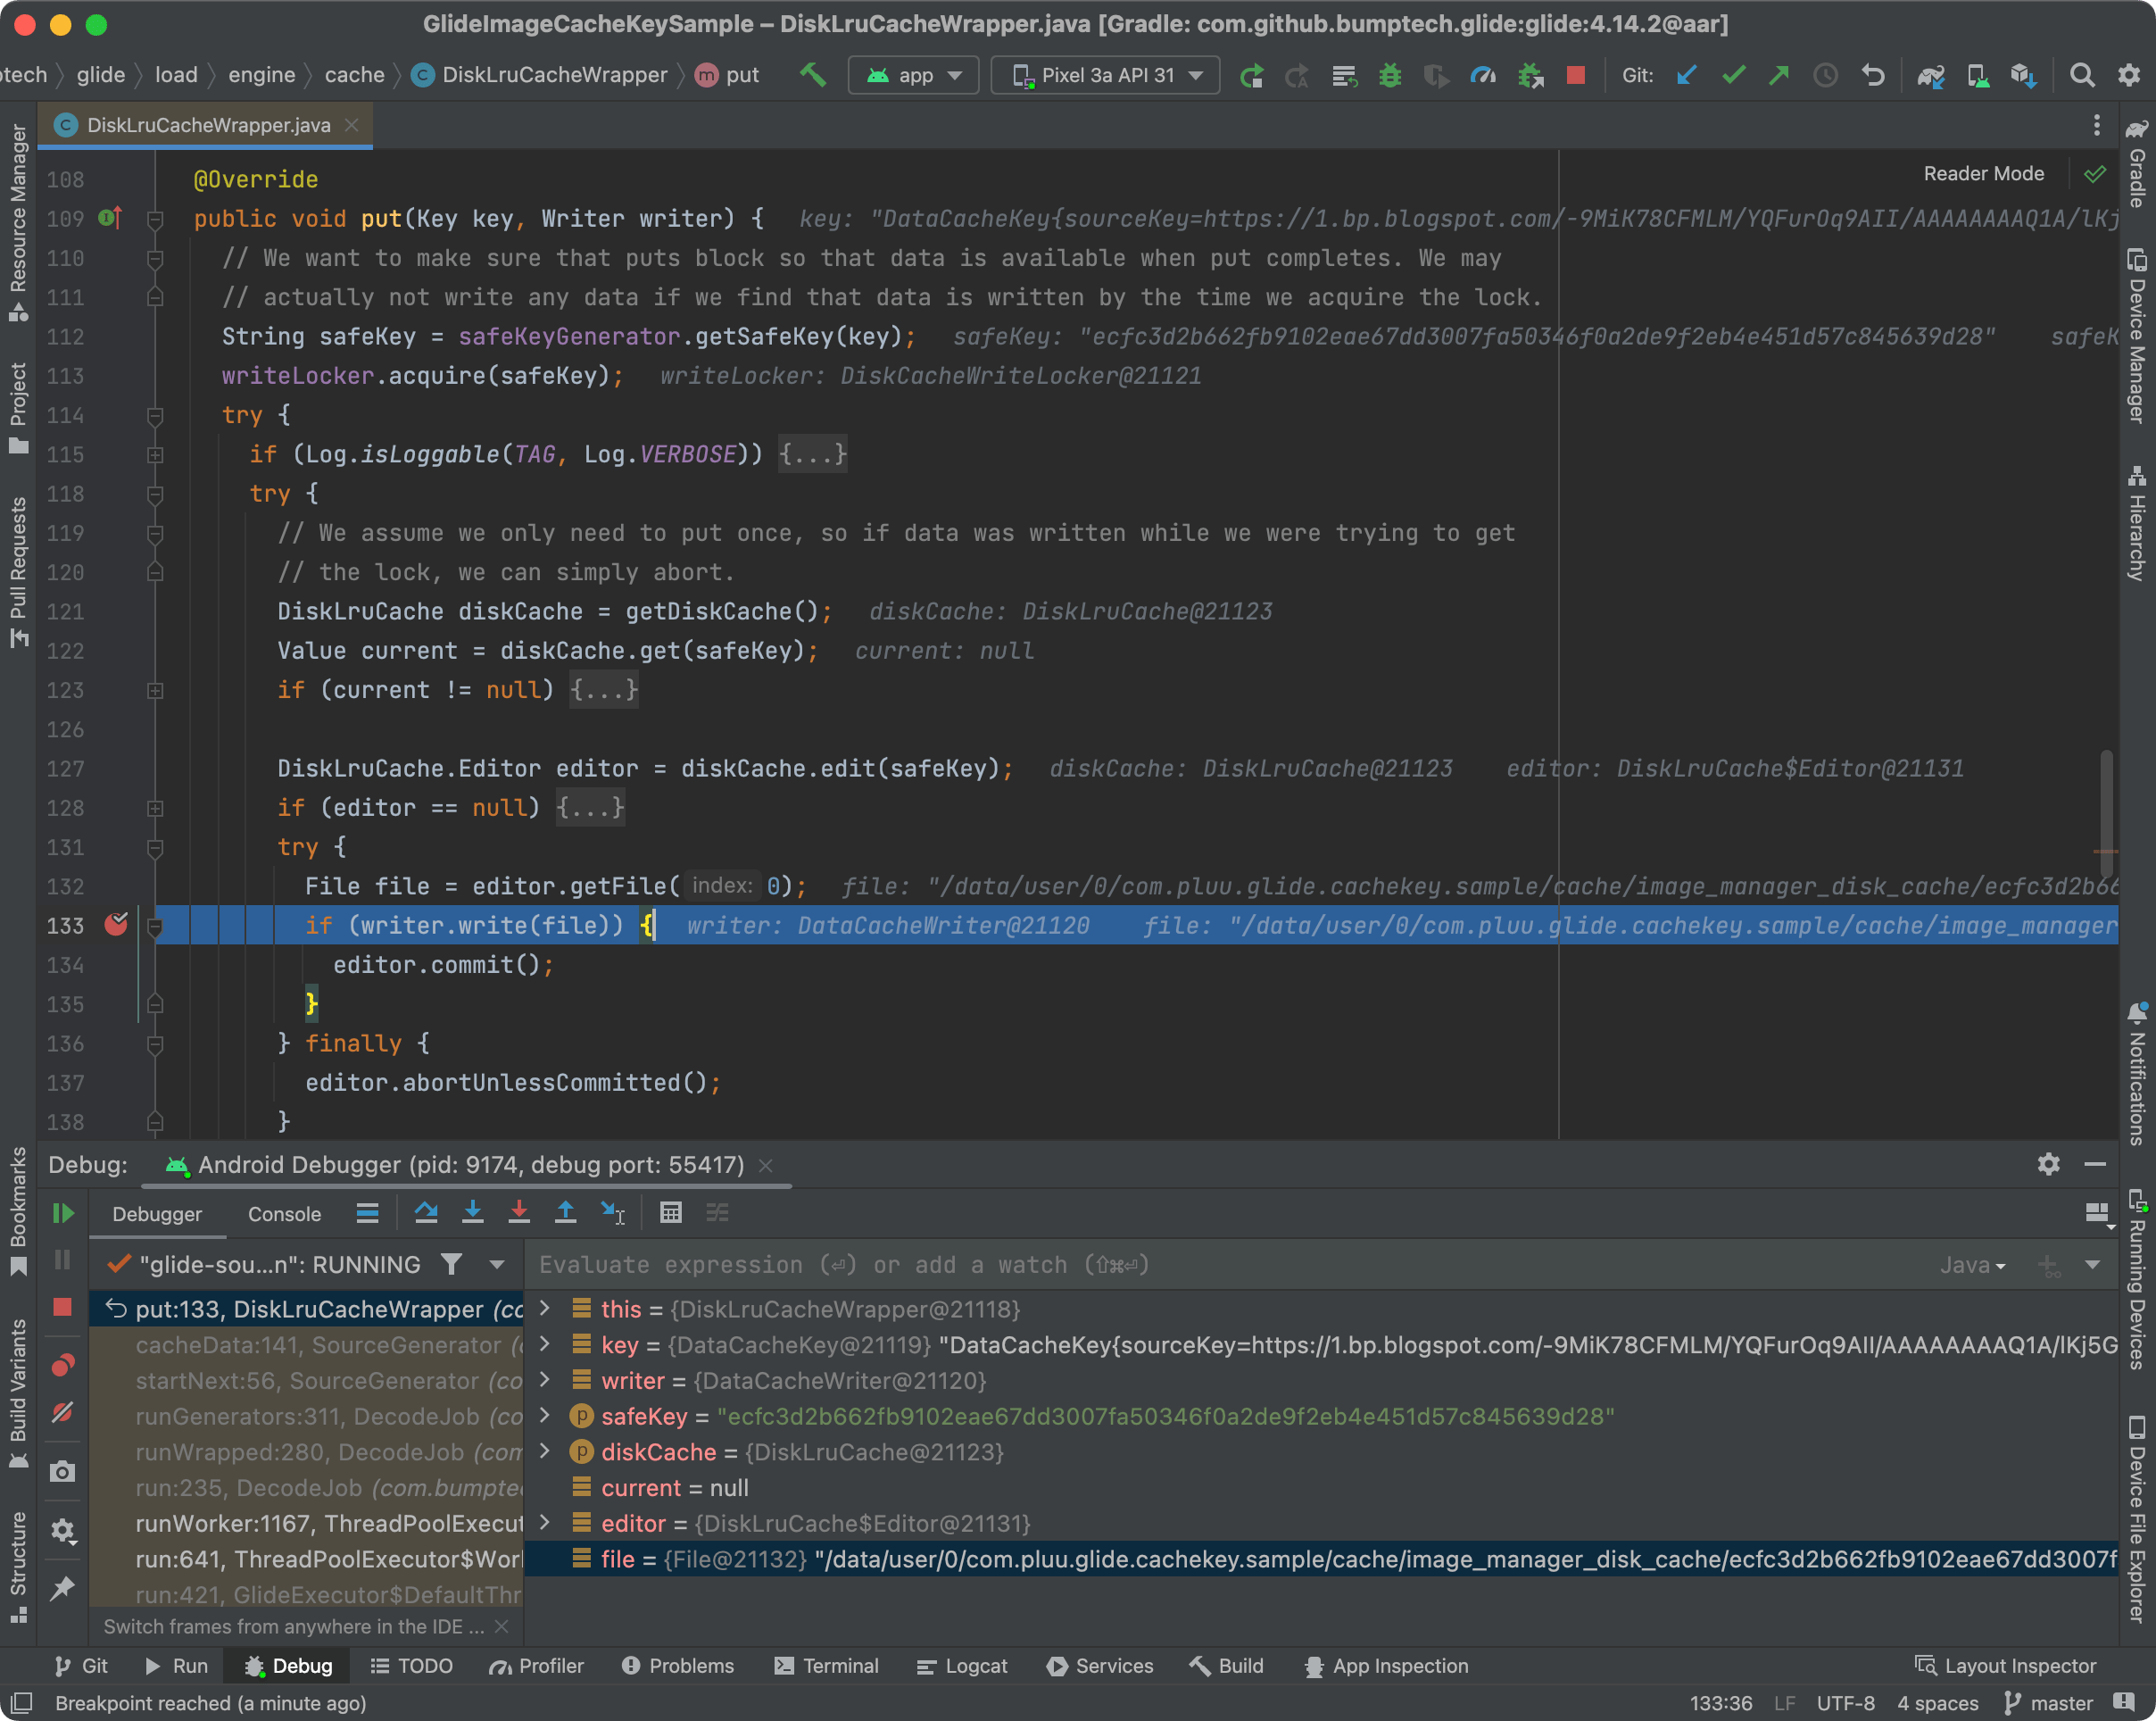 GlideImageCacheKeySample – DiskLruCacheWrapper.java [Gradle: com.github.bumptech.glide:glide:4.14.2@aar]
ptech glide load engine cache C DiskLruCacheWrapper m put app Pixel 3a API 31 Git:
C DiskLruCacheWrapper.java
Reader Mode
108 @Override
109 public void put(Key key, Writer writer) { key: "DataCacheKey{sourceKey=https://1.bp.blogspot.com/-9MiK78CFMLM/YQFurOq9AII/AAAAAAAAQ1A/lKj
110 // We want to make sure that puts block so that data is available when put completes. We may
111 // actually not write any data if we find that data is written by the time we acquire the lock.
112 String safeKey = safeKeyGenerator.getSafeKey(key); safeKey: "ecfc3d2b662fb9102eae67dd3007fa50346f0a2de9f2eb4e451d57c845639d28" safeK
113 writeLocker.acquire(safeKey); writeLocker: DiskCacheWriteLocker@21121
114 try {
115 if (Log.isLoggable(TAG, Log.VERBOSE)) {...}
118 try {
119 // We assume we only need to put once, so if data was written while we were trying to get
120 // the lock, we can simply abort.
121 DiskLruCache diskCache = getDiskCache(); diskCache: DiskLruCache@21123
122 Value current = diskCache.get(safeKey); current: null
123 if (current != null) {...}
126
127 DiskLruCache.Editor editor = diskCache.edit(safeKey); diskCache: DiskLruCache@21123 editor: DiskLruCache$Editor@21131
128 if (editor == null) {...}
131 try {
132 File file = editor.getFile( index: 0); file: "/data/user/0/com.pluu.glide.cachekey.sample/cache/image_manager_disk_cache/ecfc3d2b66
133 if (writer.write(file)) { writer: DataCacheWriter@21120 file: "/data/user/0/com.pluu.glide.cachekey.sample/cache/image_manager
134 editor.commit();
135 }
136 } finally {
137 editor.abortUnlessCommitted();
138 }
Resource Manager
Project
Pull Requests
Bookmarks
Build Variants
Structure
Gradle
Device Manager
Hierarchy
Notifications
Running Devices
Device File Explorer
Debug: Android Debugger (pid: 9174, debug port: 55417)
Debugger Console
"glide-sou...n": RUNNING
Evaluate expression (⏎) or add a watch (⇧⌘⏎) Java
put:133, DiskLruCacheWrapper (co
cacheData:141, SourceGenerator (c
startNext:56, SourceGenerator (co
runGenerators:311, DecodeJob (co
runWrapped:280, DecodeJob (com
run:235, DecodeJob (com.bumpte
runWorker:1167, ThreadPoolExecut
run:641, ThreadPoolExecutor$Worl
run:421, GlideExecutor$DefaultThr
Switch frames from anywhere in the IDE ...
this = {DiskLruCacheWrapper@21118}
key = {DataCacheKey@21119} "DataCacheKey{sourceKey=https://1.bp.blogspot.com/-9MiK78CFMLM/YQFurOq9AII/AAAAAAAAQ1A/lKj5G
writer = {DataCacheWriter@21120}
p safeKey = "ecfc3d2b662fb9102eae67dd3007fa50346f0a2de9f2eb4e451d57c845639d28"
p diskCache = {DiskLruCache@21123}
current = null
editor = {DiskLruCache$Editor@21131}
file = {File@21132} "/data/user/0/com.pluu.glide.cachekey.sample/cache/image_manager_disk_cache/ecfc3d2b662fb9102eae67dd3007f
Git Run Debug TODO Profiler Problems Terminal Logcat Services Build App Inspection Layout Inspector
Breakpoint reached (a minute ago) 133:36 LF UTF-8 4 spaces master